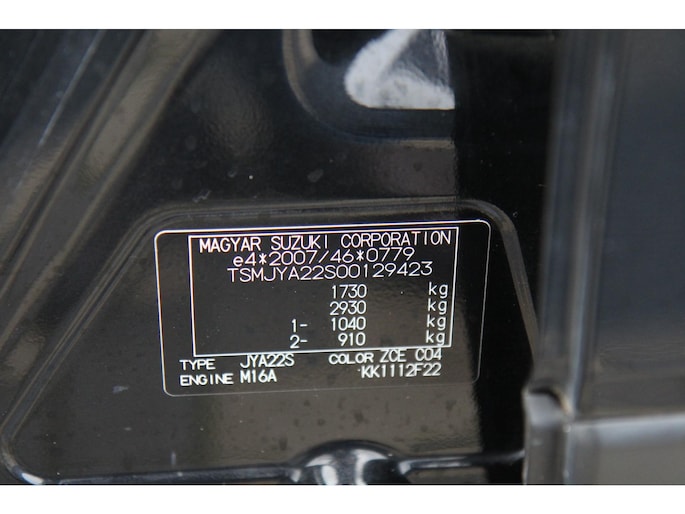 MAGYAR SUZUKI CORPORATION
e4*2007/46*0779
TSMJYA22S00129423
1730 kg
2930 kg
1- 1040 kg
2- 910 kg
TYPE JYA22S COLOR ZCE C04
ENGINE M16A KK1112F22